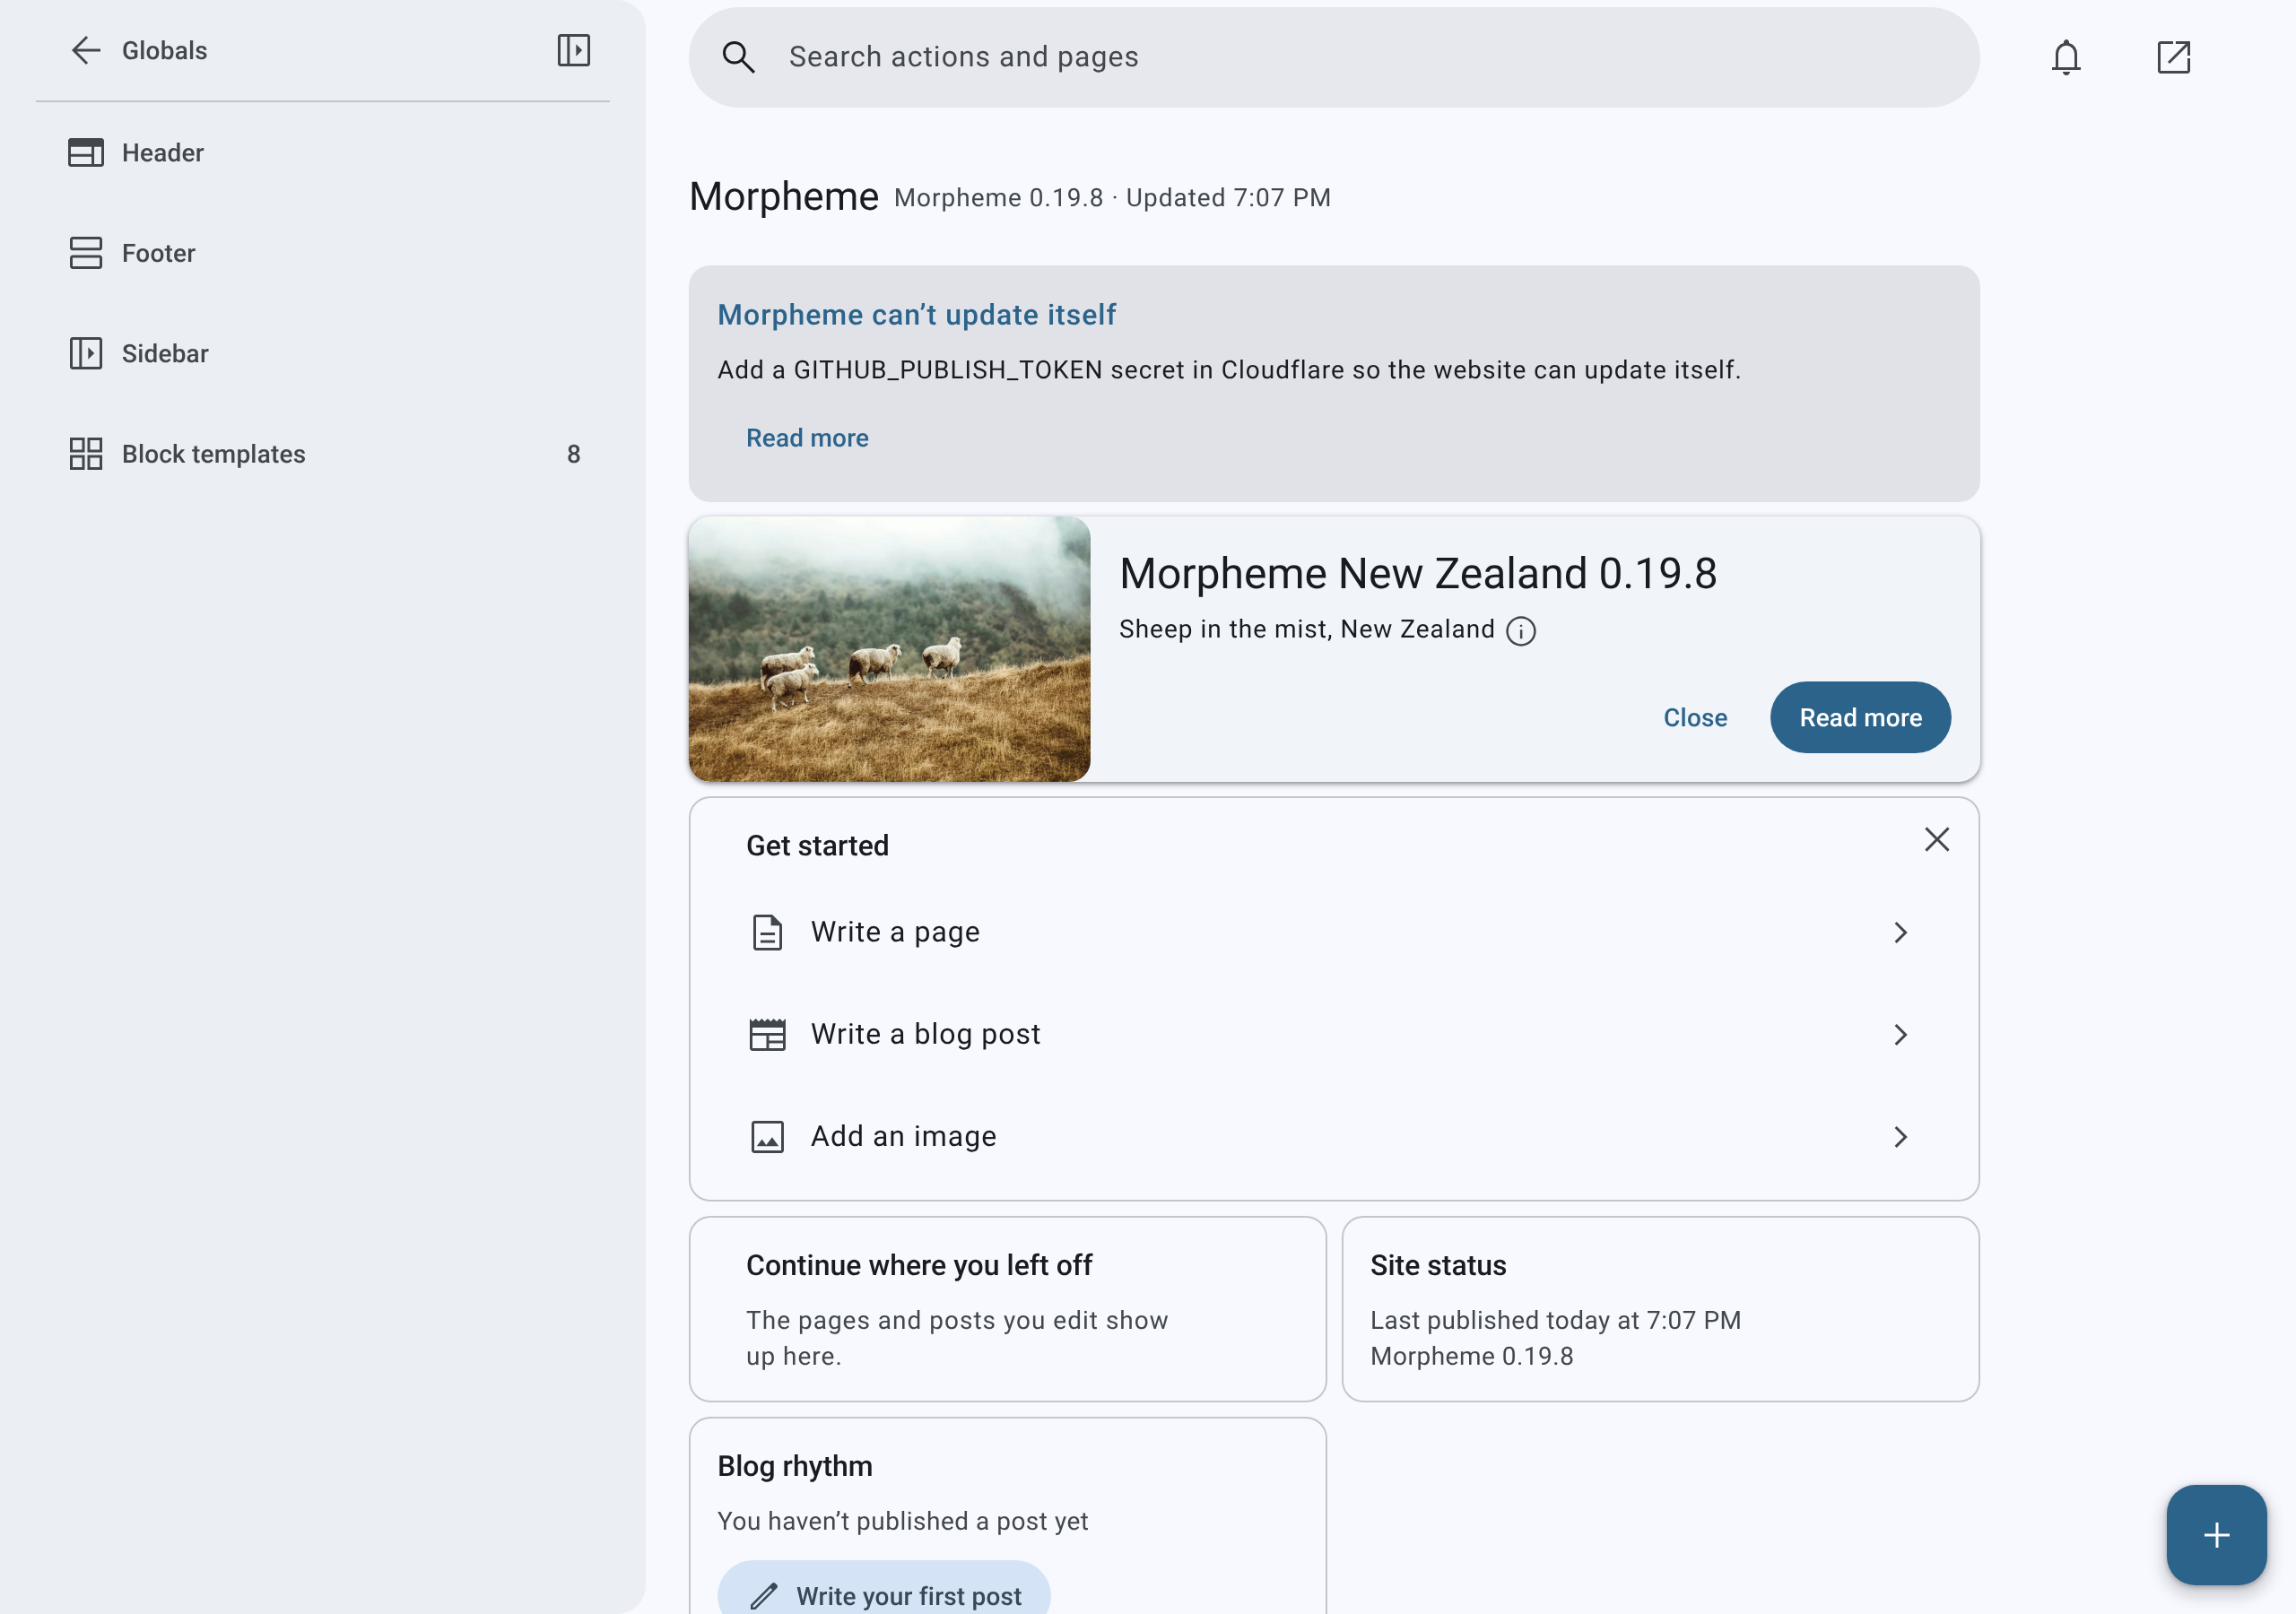 Globals
Header
Footer
Sidebar
Block templates 8
Search actions and pages
Morpheme Morpheme 0.19.8 · Updated 7:07 PM
Morpheme can’t update itself
Add a GITHUB_PUBLISH_TOKEN secret in Cloudflare so the website can update itself.
Read more
Morpheme New Zealand 0.19.8
Sheep in the mist, New Zealand
Close Read more
Get started
Write a page
Write a blog post
Add an image
Continue where you left off
The pages and posts you edit show
up here.
Site status
Last published today at 7:07 PM
Morpheme 0.19.8
Blog rhythm
You haven’t published a post yet
Write your first post